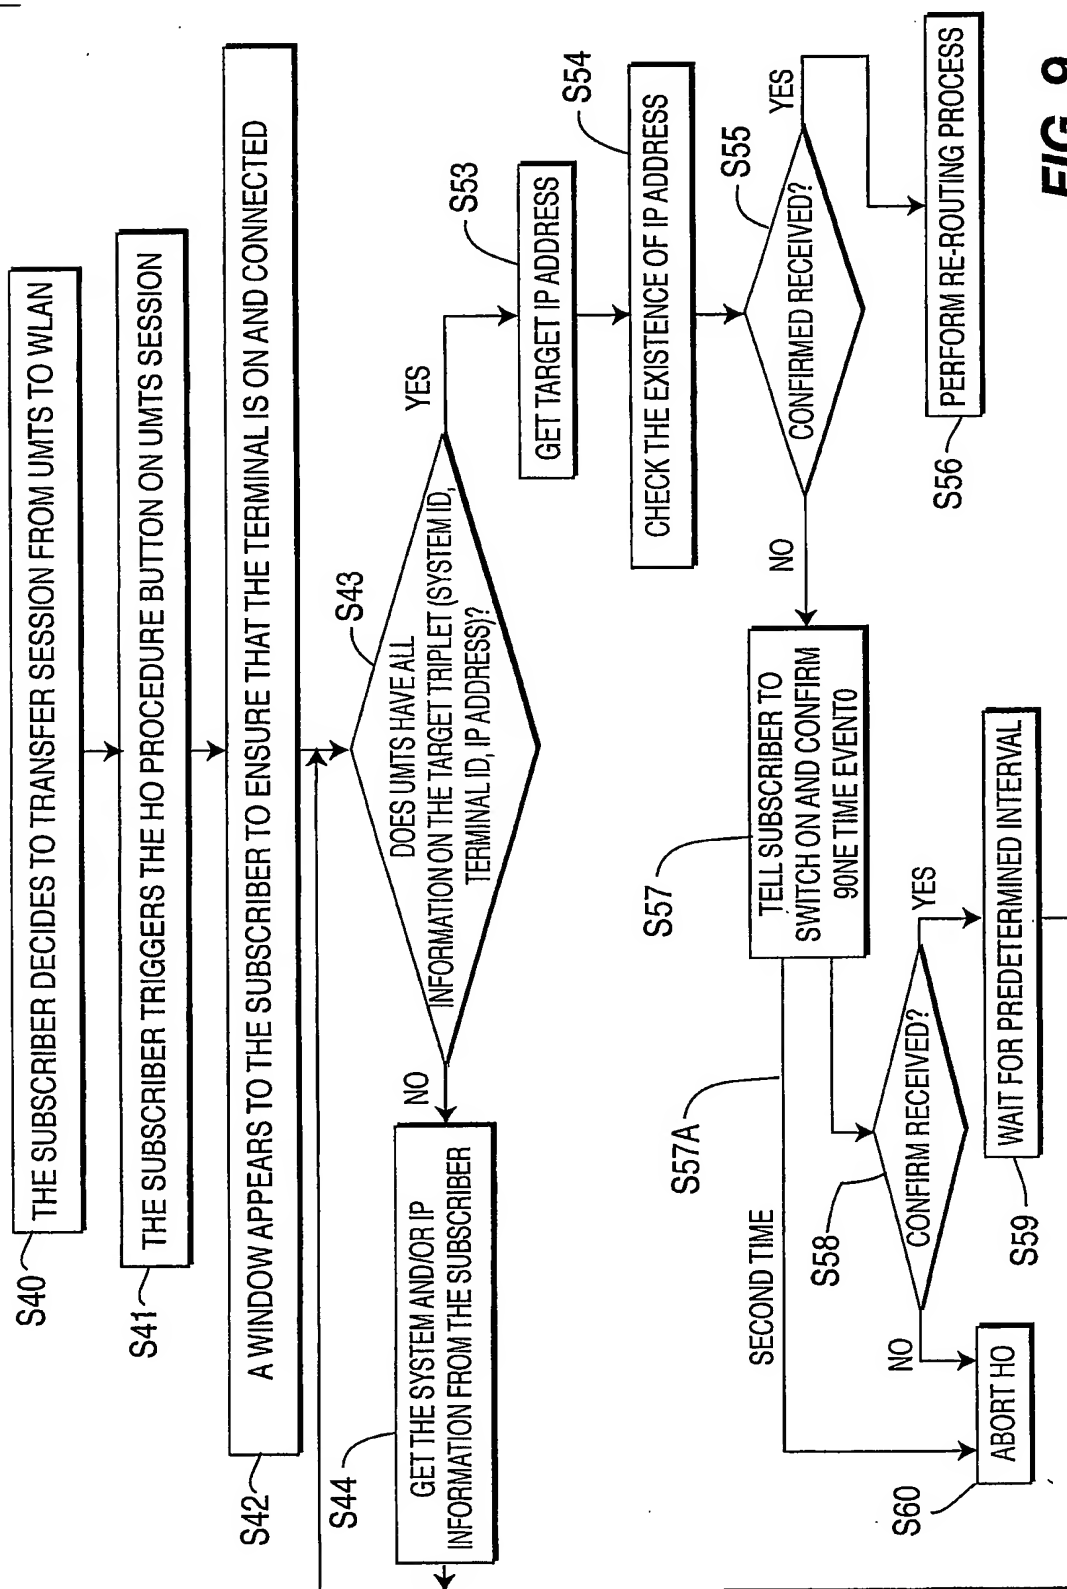 THE SUBSCRIBER DECIDES TO TRANSFER SESSION FROM UMTS TO WLAN
S40
THE SUBSCRIBER TRIGGERS THE HO PROCEDURE BUTTON ON UMTS SESSION
S41
A WINDOW APPEARS TO THE SUBSCRIBER TO ENSURE THAT THE TERMINAL IS ON AND CONNECTED
S42
DOES UMTS HAVE ALL
INFORMATION ON THE TARGET TRIPLET (SYSTEM ID,
TERMINAL ID, IP ADDRESS)?
S43
NO
YES
GET THE SYSTEM AND/OR IP
INFORMATION FROM THE SUBSCRIBER
S44
GET TARGET IP ADDRESS
S53
CHECK THE EXISTENCE OF IP ADDRESS
S54
CONFIRMED RECEIVED?
S55
YES
NO
PERFORM RE-ROUTING PROCESS
S56
TELL SUBSCRIBER TO
SWITCH ON AND CONFIRM
90NE TIME EVENT0
S57
S57A
SECOND TIME
CONFIRM RECEIVED?
S58
YES
NO
WAIT FOR PREDETERMINED INTERVAL
S59
ABORT HO
S60
FIG. 9